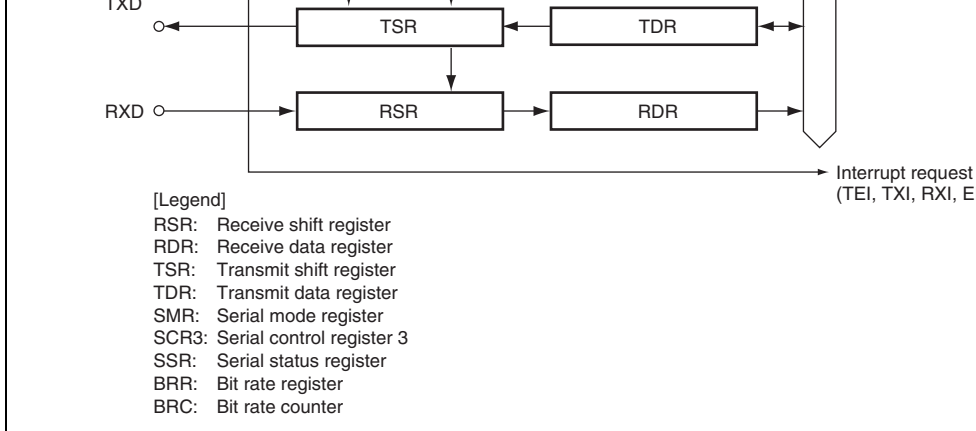 TXD
TSR
TDR
RXD
RSR
RDR
Interrupt request
(TEI, TXI, RXI, E
[Legend]
RSR: Receive shift register
RDR: Receive data register
TSR: Transmit shift register
TDR: Transmit data register
SMR: Serial mode register
SCR3: Serial control register 3
SSR: Serial status register
BRR: Bit rate register
BRC: Bit rate counter